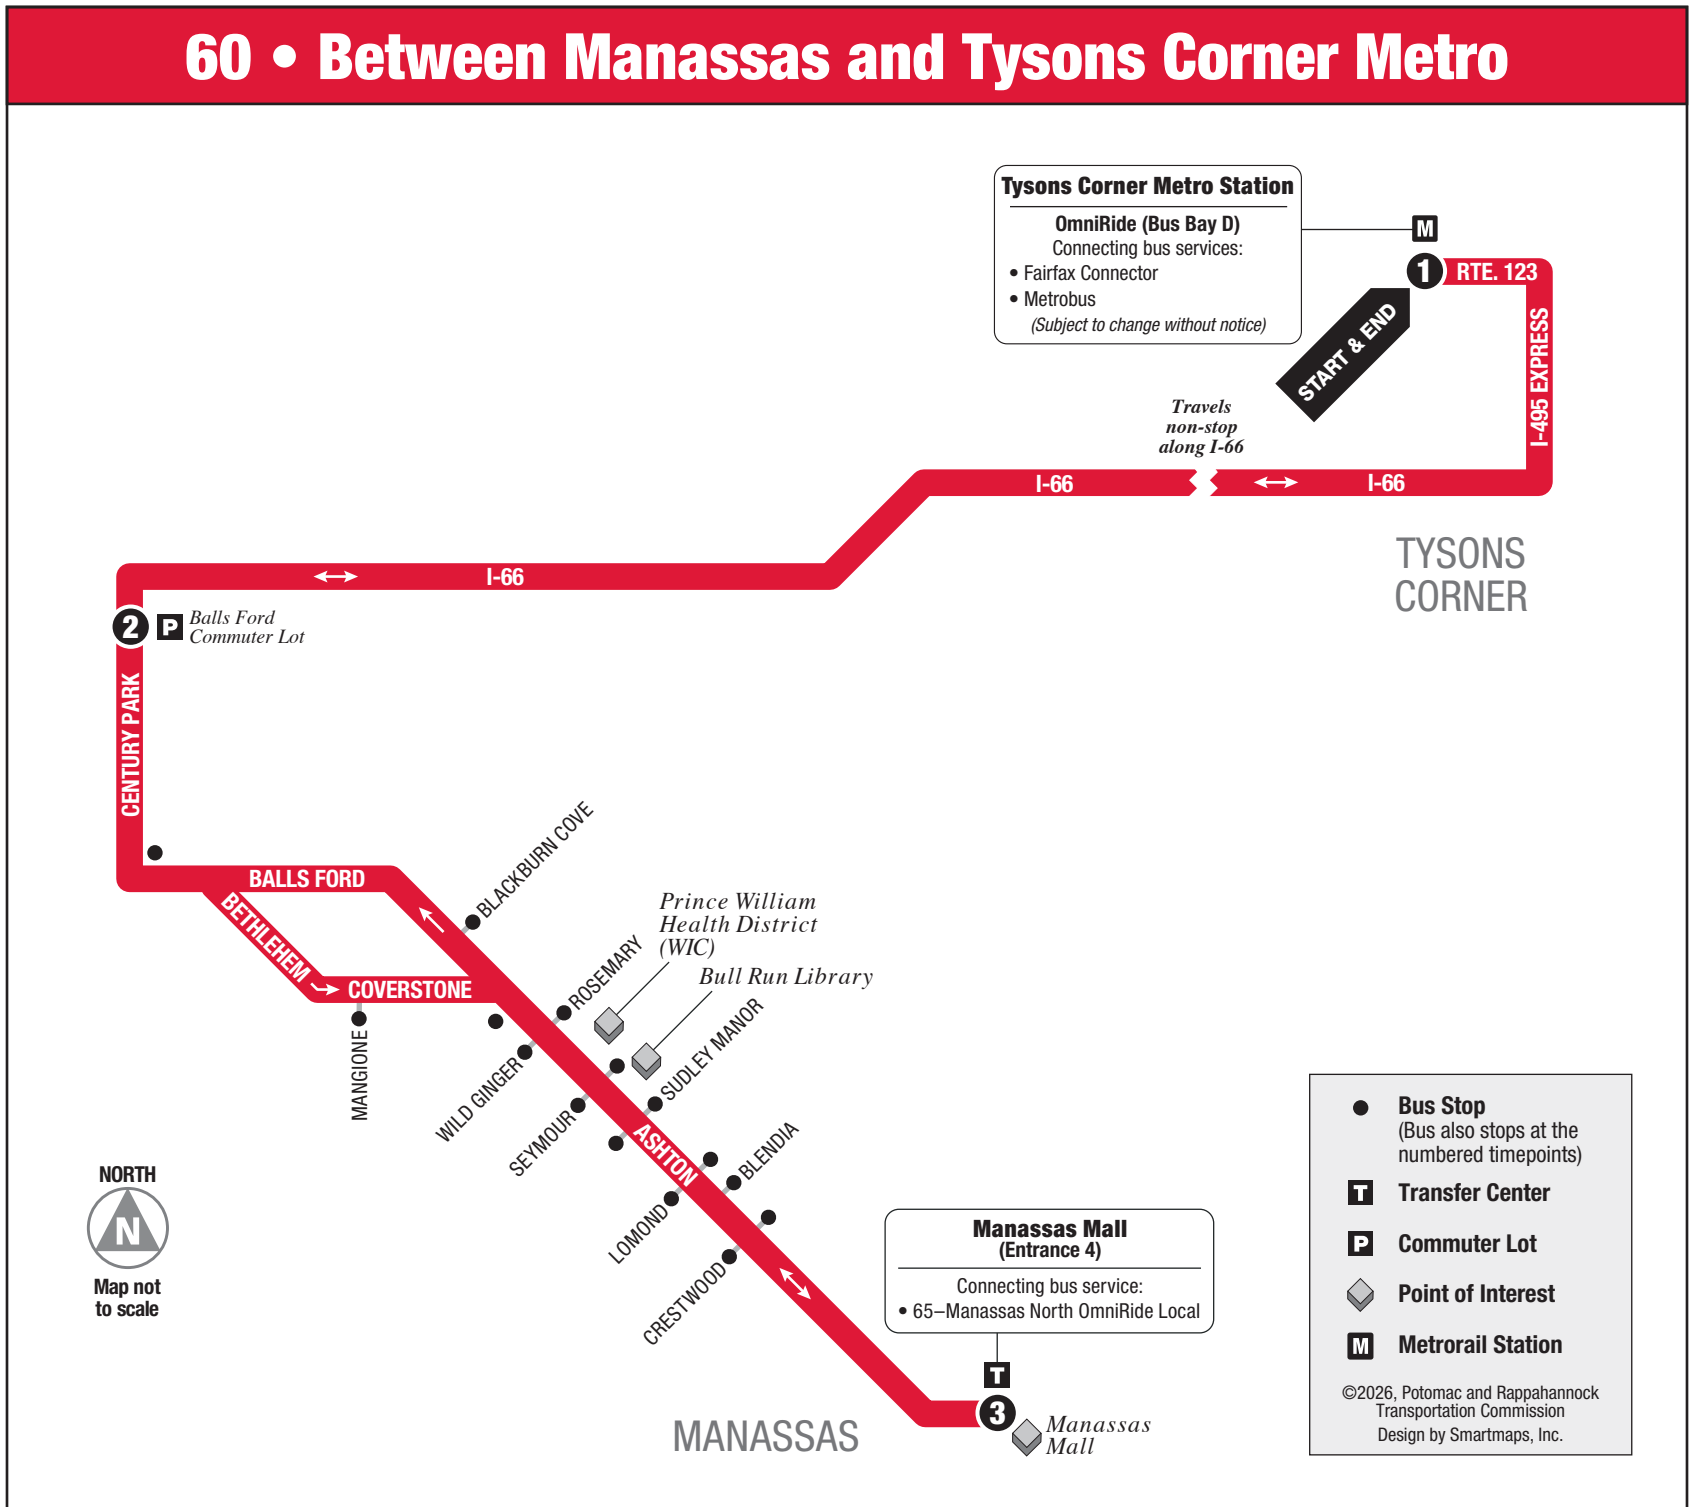 60 • Between Manassas and Tysons Corner Metro
Tysons Corner Metro Station
OmniRide (Bus Bay D)
Connecting bus services:
• Fairfax Connector
• Metrobus
(Subject to change without notice)
M
1
RTE. 123
START & END
I-495 EXPRESS
Travels
non-stop
along I-66
I-66
I-66
TYSONS
CORNER
I-66
2
P
Balls Ford
Commuter Lot
CENTURY PARK
BALLS FORD
BETHLEHEM
COVERSTONE
MANGIONE
BLACKBURN COVE
ROSEMARY
Prince William
Health District
(WIC)
Bull Run Library
SUDLEY MANOR
WILD GINGER
SEYMOUR
ASHTON
BLENDIA
LOMOND
CRESTWOOD
NORTH
N
Map not
to scale
Manassas Mall
(Entrance 4)
Connecting bus service:
• 65–Manassas North OmniRide Local
T
3
Manassas
Mall
MANASSAS
Bus Stop
(Bus also stops at the
numbered timepoints)
T
Transfer Center
P
Commuter Lot
Point of Interest
M
Metrorail Station
©2026, Potomac and Rappahannock
Transportation Commission
Design by Smartmaps, Inc.